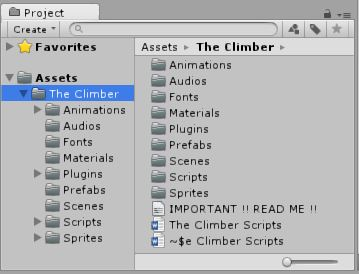 Project
Create
Favorites
Assets
The Climber
Animations
Audios
Fonts
Materials
Plugins
Prefabs
Scenes
Scripts
Sprites
Assets ▸ The Climber ▸
Animations
Audios
Fonts
Materials
Plugins
Prefabs
Scenes
Scripts
Sprites
IMPORTANT !! READ ME !!
The Climber Scripts
~$e Climber Scripts